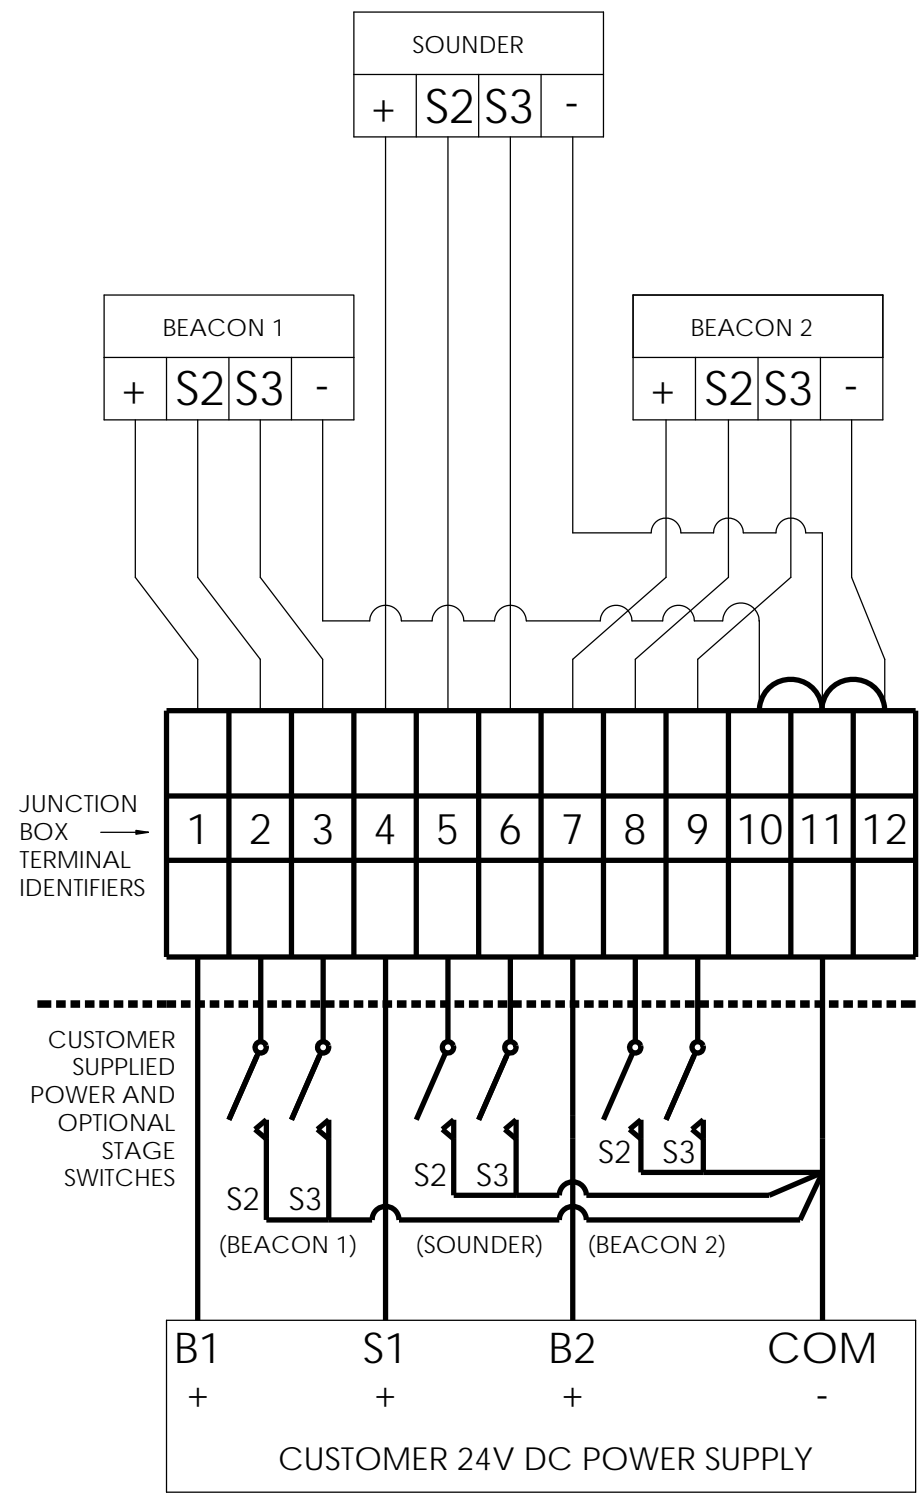 SOUNDER
+ S2 S3 -
BEACON 1
+ S2 S3 -
BEACON 2
+ S2 S3 -
JUNCTION
BOX
TERMINAL
IDENTIFIERS
1 2 3 4 5 6 7 8 9 10 11 12
CUSTOMER
SUPPLIED
POWER AND
OPTIONAL
STAGE
SWITCHES
S2 S3
S2 S3
S2 S3
(BEACON 1) (SOUNDER) (BEACON 2)
B1 S1 B2 COM
+ + + -
CUSTOMER 24V DC POWER SUPPLY